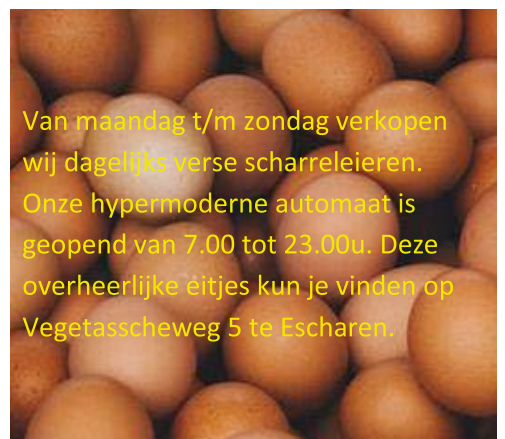 Van maandag t/m zondag verkopen
wij dagelijks verse scharreleieren.
Onze hypermoderne automaat is
geopend van 7.00 tot 23.00u. Deze
overheerlijke eitjes kun je vinden op
Vegetasscheweg 5 te Escharen.